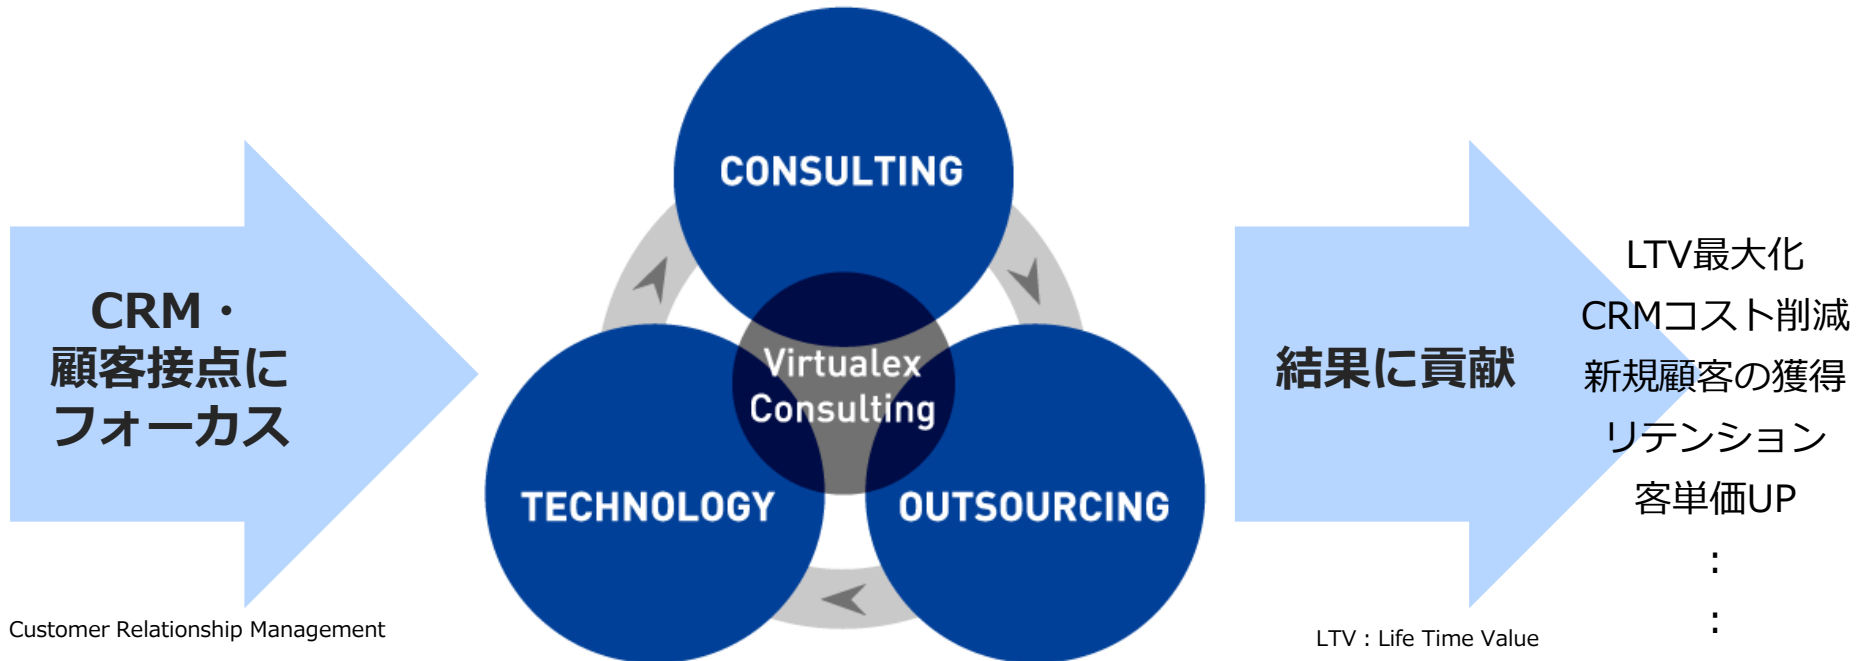 CRM・
顧客接点に
フォーカス
Customer Relationship Management
CONSULTING
Virtualex
Consulting
TECHNOLOGY
OUTSOURCING
結果に貢献
LTV最大化
CRMコスト削減
新規顧客の獲得
リテンション
客単価UP
：
：
LTV : Life Time Value